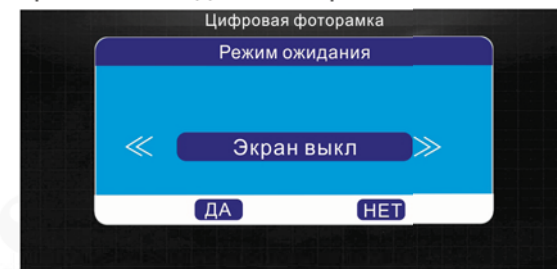 Цифровая фоторамка
Режим ожидания
≪ Экран выкл ≫
ДА НЕТ